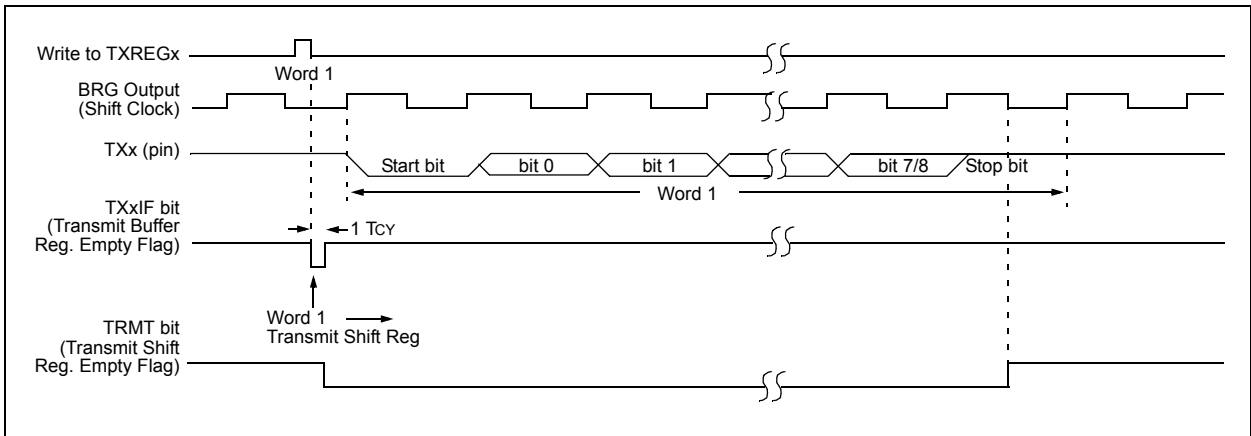 Write to TXREGx
Word 1
BRG Output
(Shift Clock)
TXx (pin)
Start bit
bit 0
bit 1
bit 7/8
Stop bit
Word 1
TXxIF bit
(Transmit Buffer
Reg. Empty Flag)
1 TCY
Word 1
Transmit Shift Reg
TRMT bit
(Transmit Shift
Reg. Empty Flag)